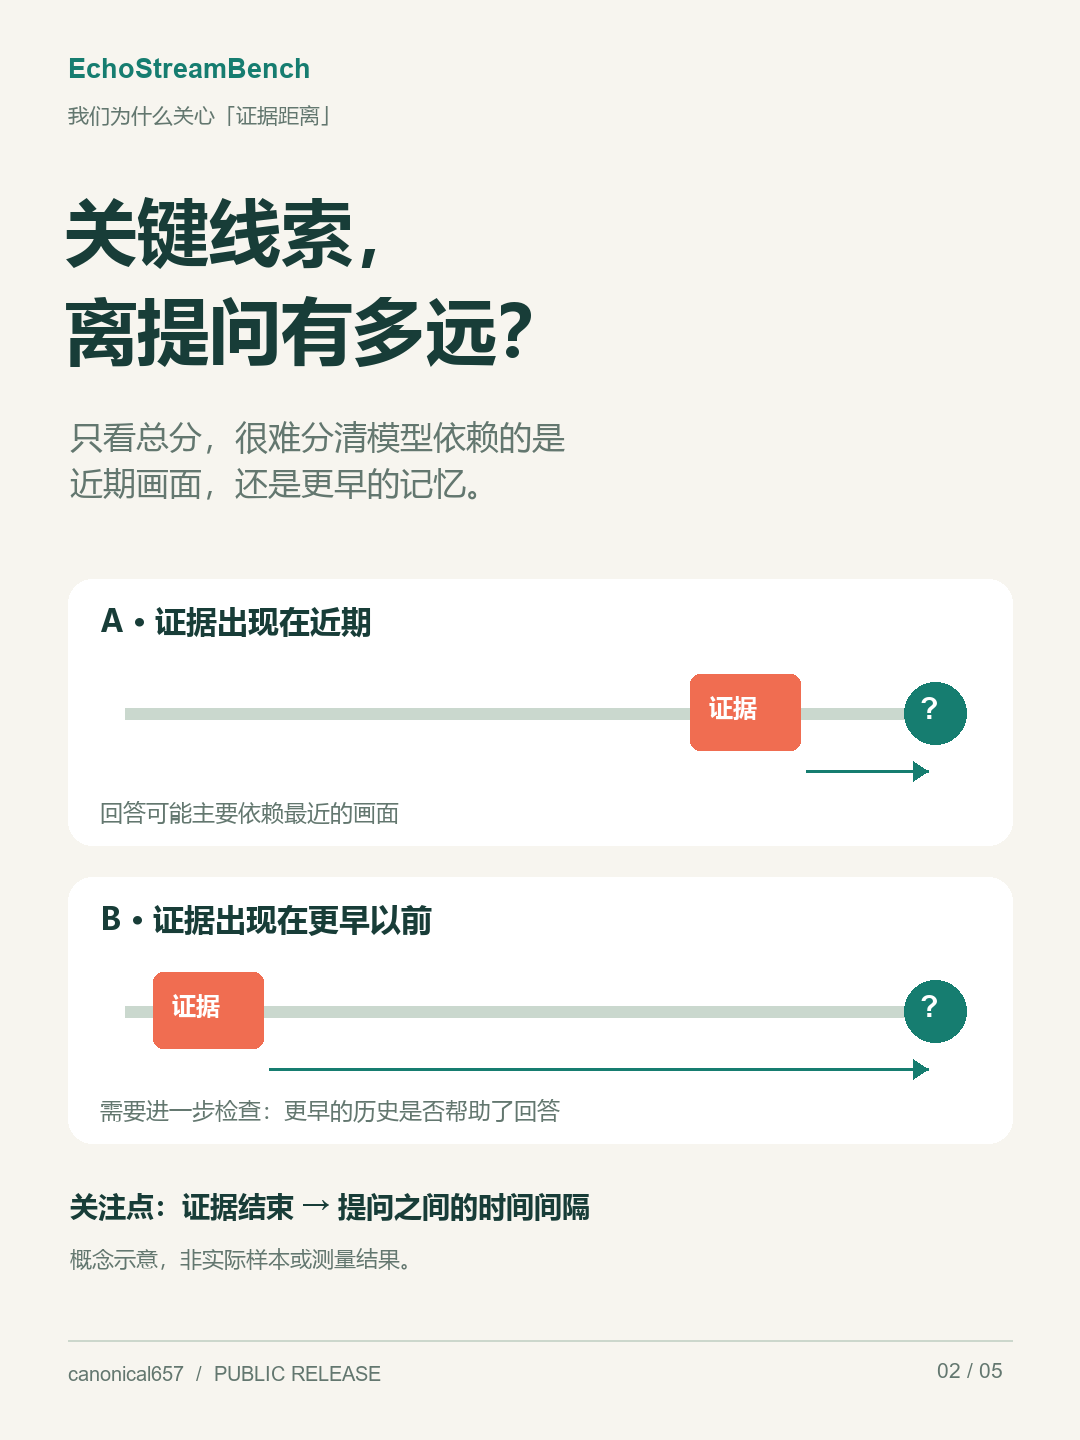 EchoStreamBench
我们为什么关心「证据距离」
关键线索，
离提问有多远？
只看总分，很难分清模型依赖的是
近期画面，还是更早的记忆。
A • 证据出现在近期
证据
?
回答可能主要依赖最近的画面
B • 证据出现在更早以前
证据
?
需要进一步检查：更早的历史是否帮助了回答
关注点：证据结束 → 提问之间的时间间隔
概念示意，非实际样本或测量结果。
canonical657 / PUBLIC RELEASE
02 / 05